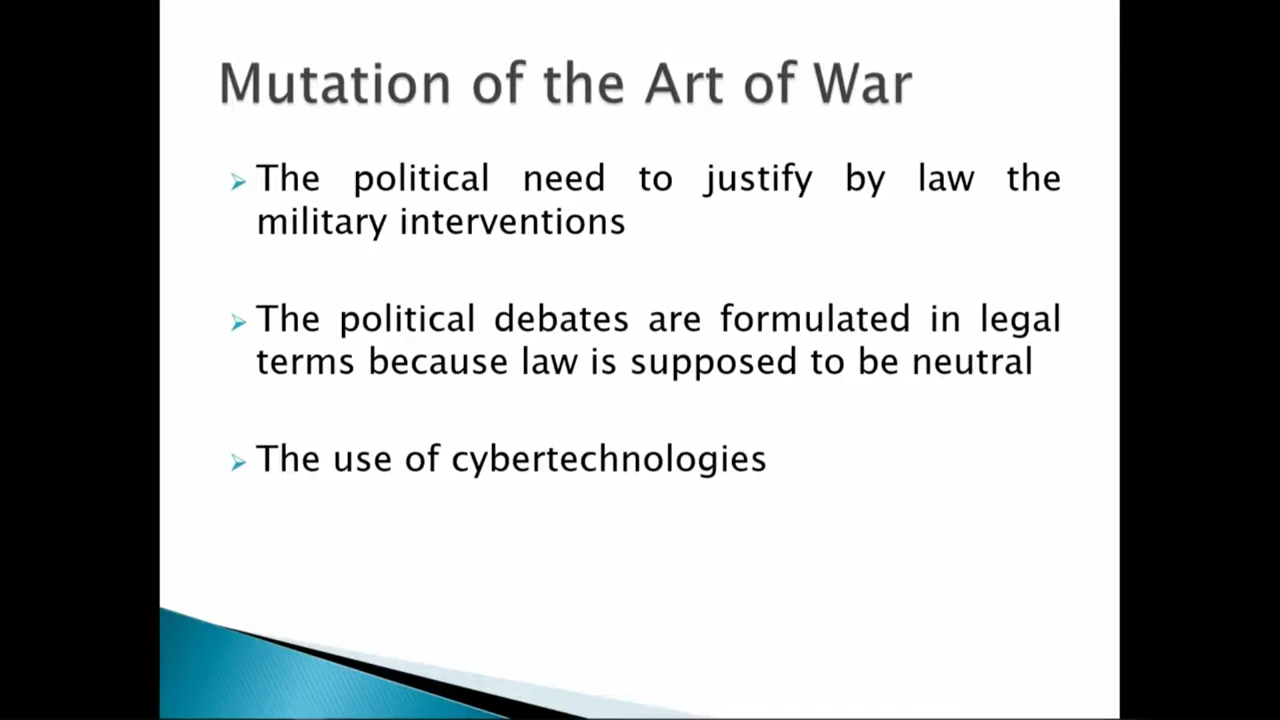 Mutation of the Art of War
The political need to justify by law the
military interventions
The political debates are formulated in legal
terms because law is supposed to be neutral
The use of cybertechnologies